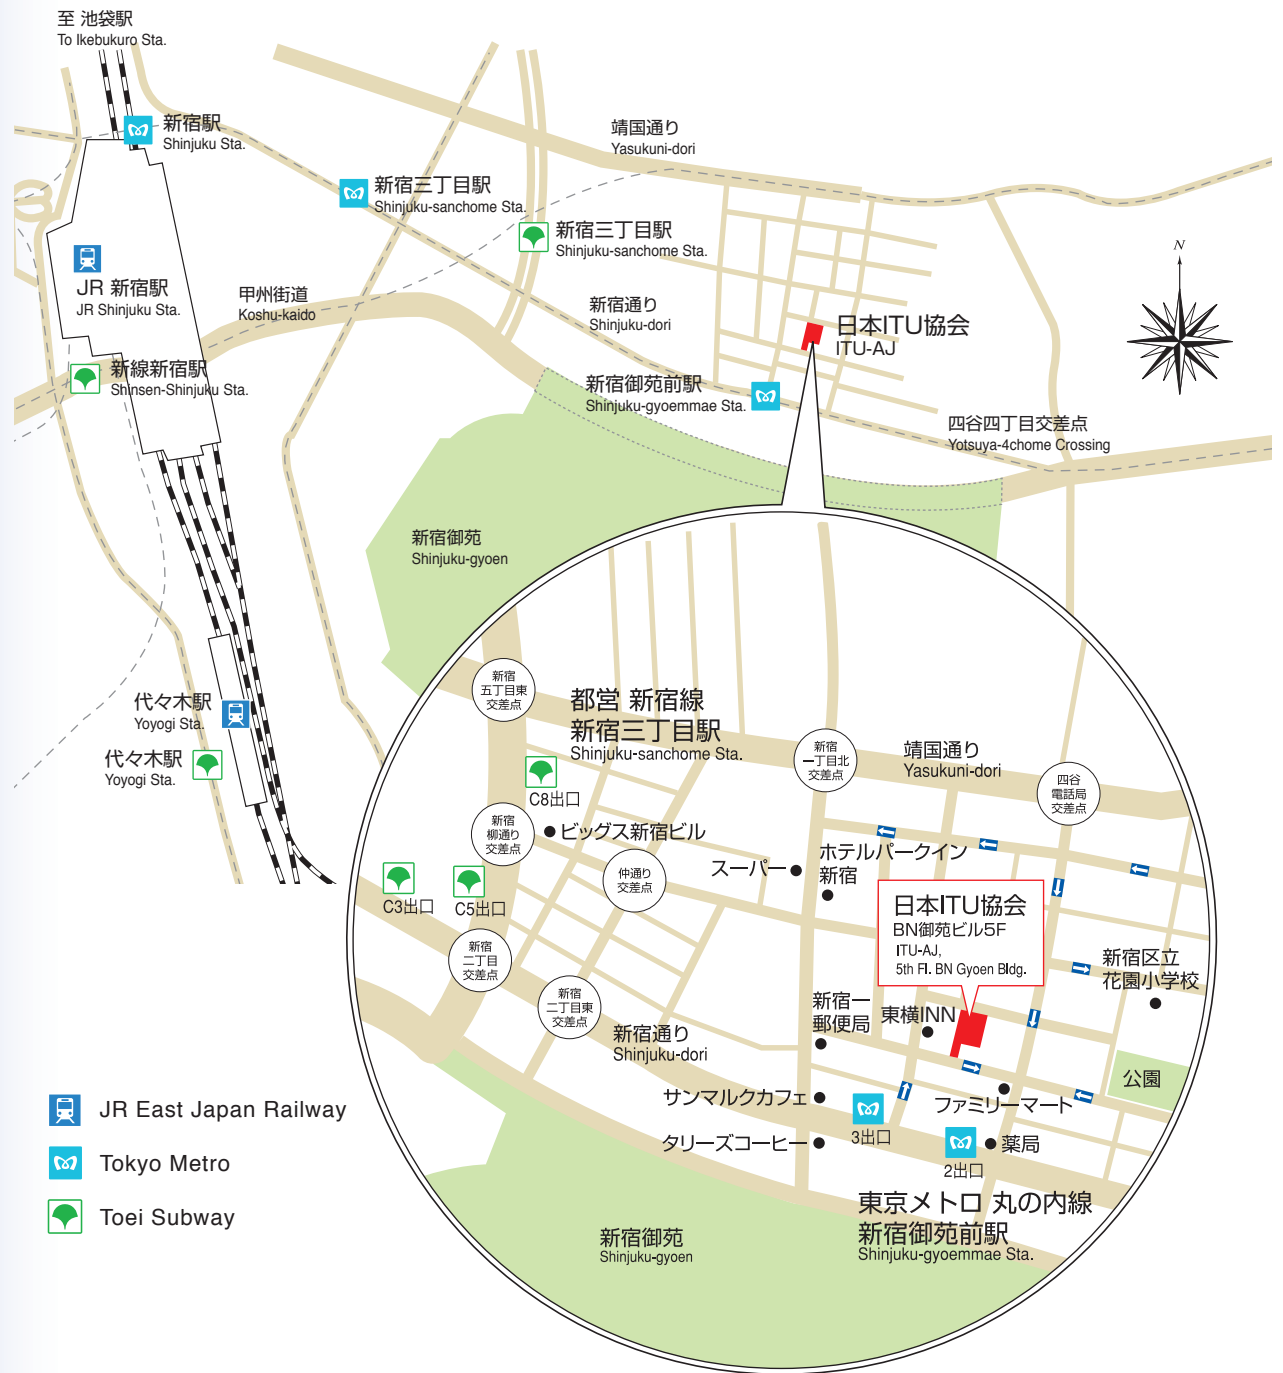 至 池袋駅
To Ikebukuro Sta.
新宿駅
Shinjuku Sta.
靖国通り
Yasukuni-dori
新宿三丁目駅
Shinjuku-sanchome Sta.
新宿三丁目駅
Shinjuku-sanchome Sta.
N
JR 新宿駅
JR Shinjuku Sta.
甲州街道
Koshu-kaido
新宿通り
Shinjuku-dori
日本ITU協会
ITU-AJ
新線新宿駅
Shinsen-Shinjuku Sta.
新宿御苑前駅
Shinjuku-gyoemmae Sta.
四谷四丁目交差点
Yotsuya-4chome Crossing
新宿御苑
Shinjuku-gyoen
代々木駅
Yoyogi Sta.
代々木駅
Yoyogi Sta.
新宿
五丁目東
交差点
都営 新宿線
新宿三丁目駅
Shinjuku-sanchome Sta.
新宿
一丁目北
交差点
靖国通り
Yasukuni-dori
四谷
電話局
交差点
C8出口
新宿
柳通り
交差点
ビッグス新宿ビル
仲通り
交差点
スーパー
ホテルパークイン
新宿
C3出口
C5出口
日本ITU協会
BN御苑ビル5F
ITU-AJ,
5th Fl. BN Gyoen Bldg.
新宿
二丁目
交差点
新宿区立
花園小学校
新宿
二丁目東
交差点
新宿一
郵便局
東横INN
新宿通り
Shinjuku-dori
公園
サンマルクカフェ
ファミリーマート
3出口
タリーズコーヒー
2出口
薬局
東京メトロ 丸の内線
新宿御苑前駅
Shinjuku-gyoemmae Sta.
新宿御苑
Shinjuku-gyoen
JR East Japan Railway
Tokyo Metro
Toei Subway